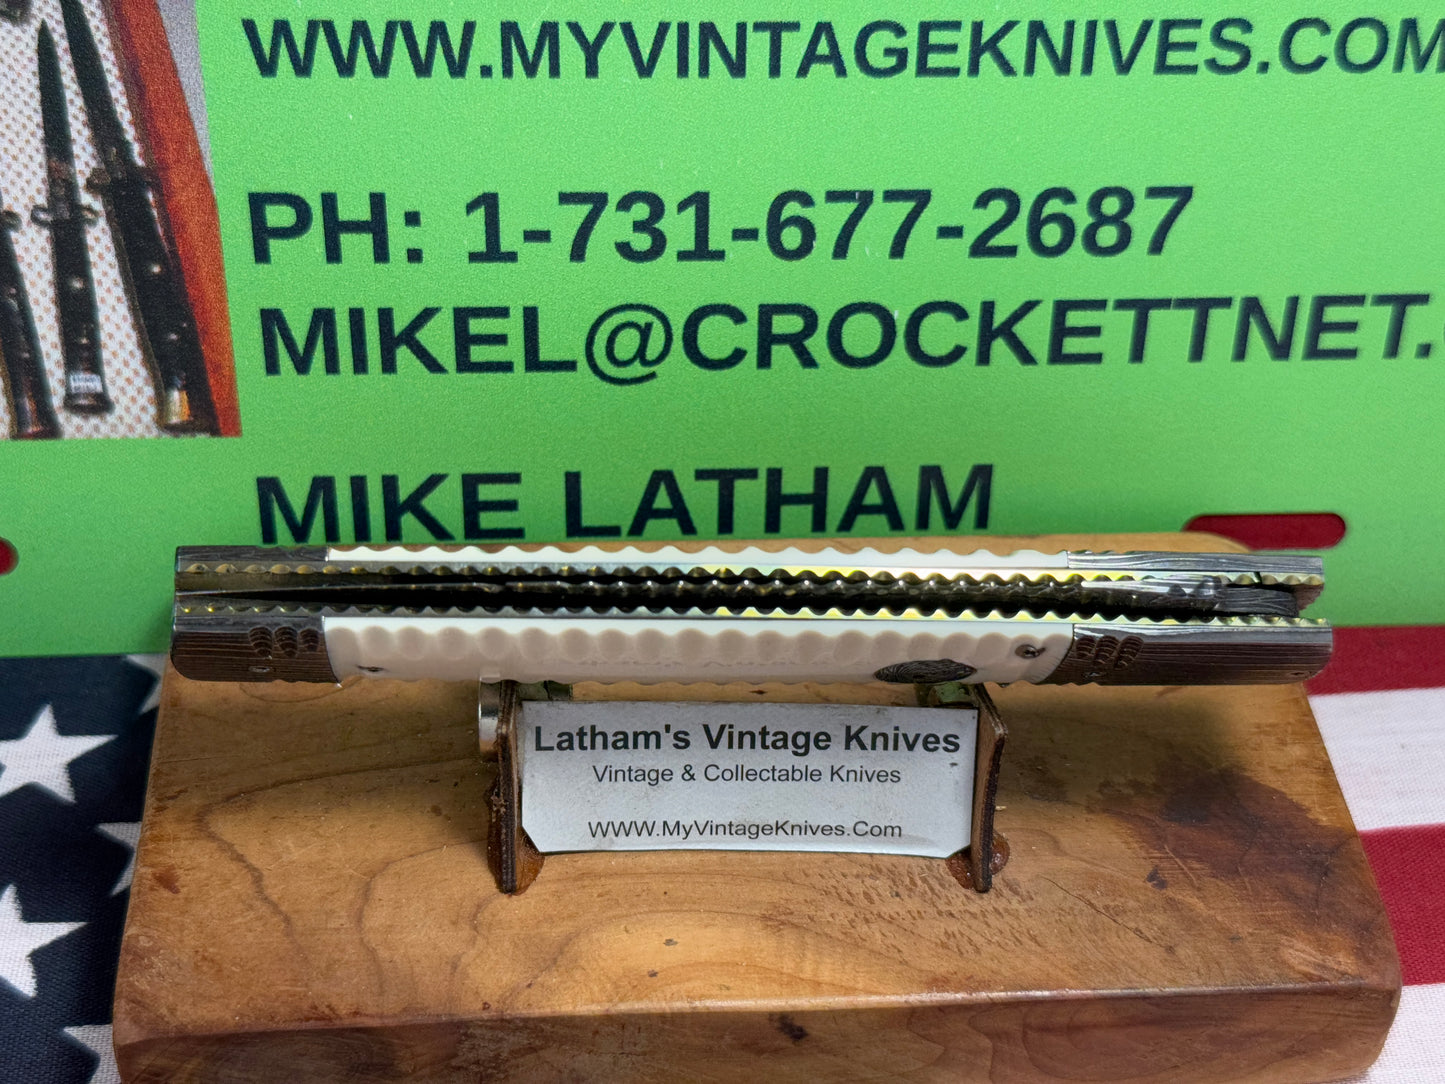 WWW.MYVINTAGEKNIVES.COM
PH: 1-731-677-2687
MIKEL@CROCKETTNET.
MIKE LATHAM
Latham's Vintage Knives
Vintage & Collectable Knives
WWW.MyVintageKnives.Com